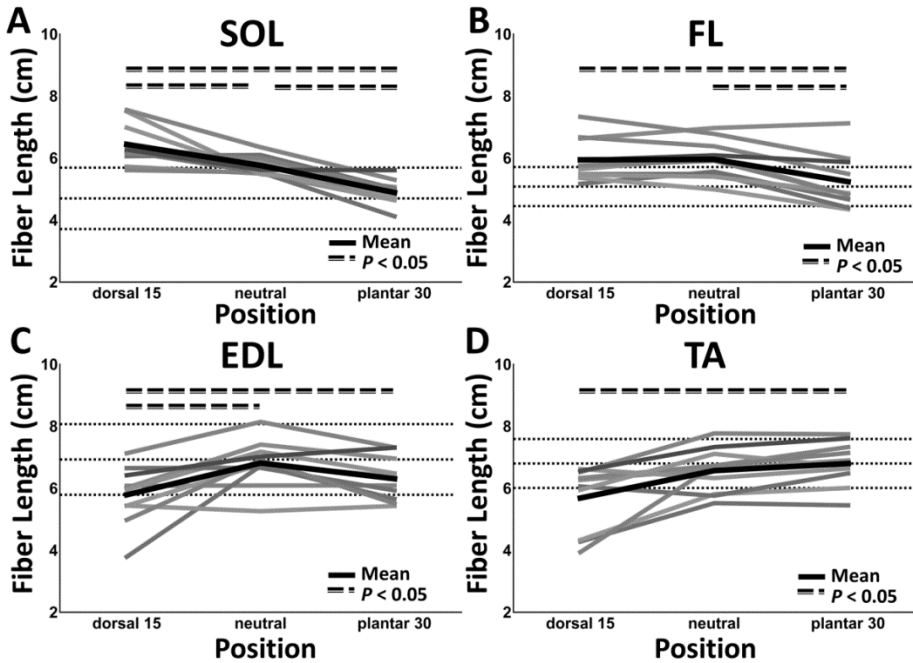 A
SOL
10
8
6
4
2
Fiber Length (cm)
Mean
P < 0.05
dorsal 15 neutral plantar 30
Position
B
FL
10
8
6
4
2
Fiber Length (cm)
Mean
P < 0.05
dorsal 15 neutral plantar 30
Position
C
EDL
10
8
6
4
2
Fiber Length (cm)
Mean
P < 0.05
dorsal 15 neutral plantar 30
Position
D
TA
10
8
6
4
2
Fiber Length (cm)
Mean
P < 0.05
dorsal 15 neutral plantar 30
Position